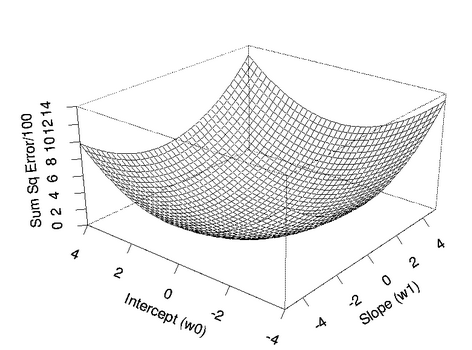 Sum Sq Error/100
0 2 4 6 8 10 12 14
4 2 0 -2 -4
Intercept (w0)
-4 -2 0 2 4
Slope (w1)